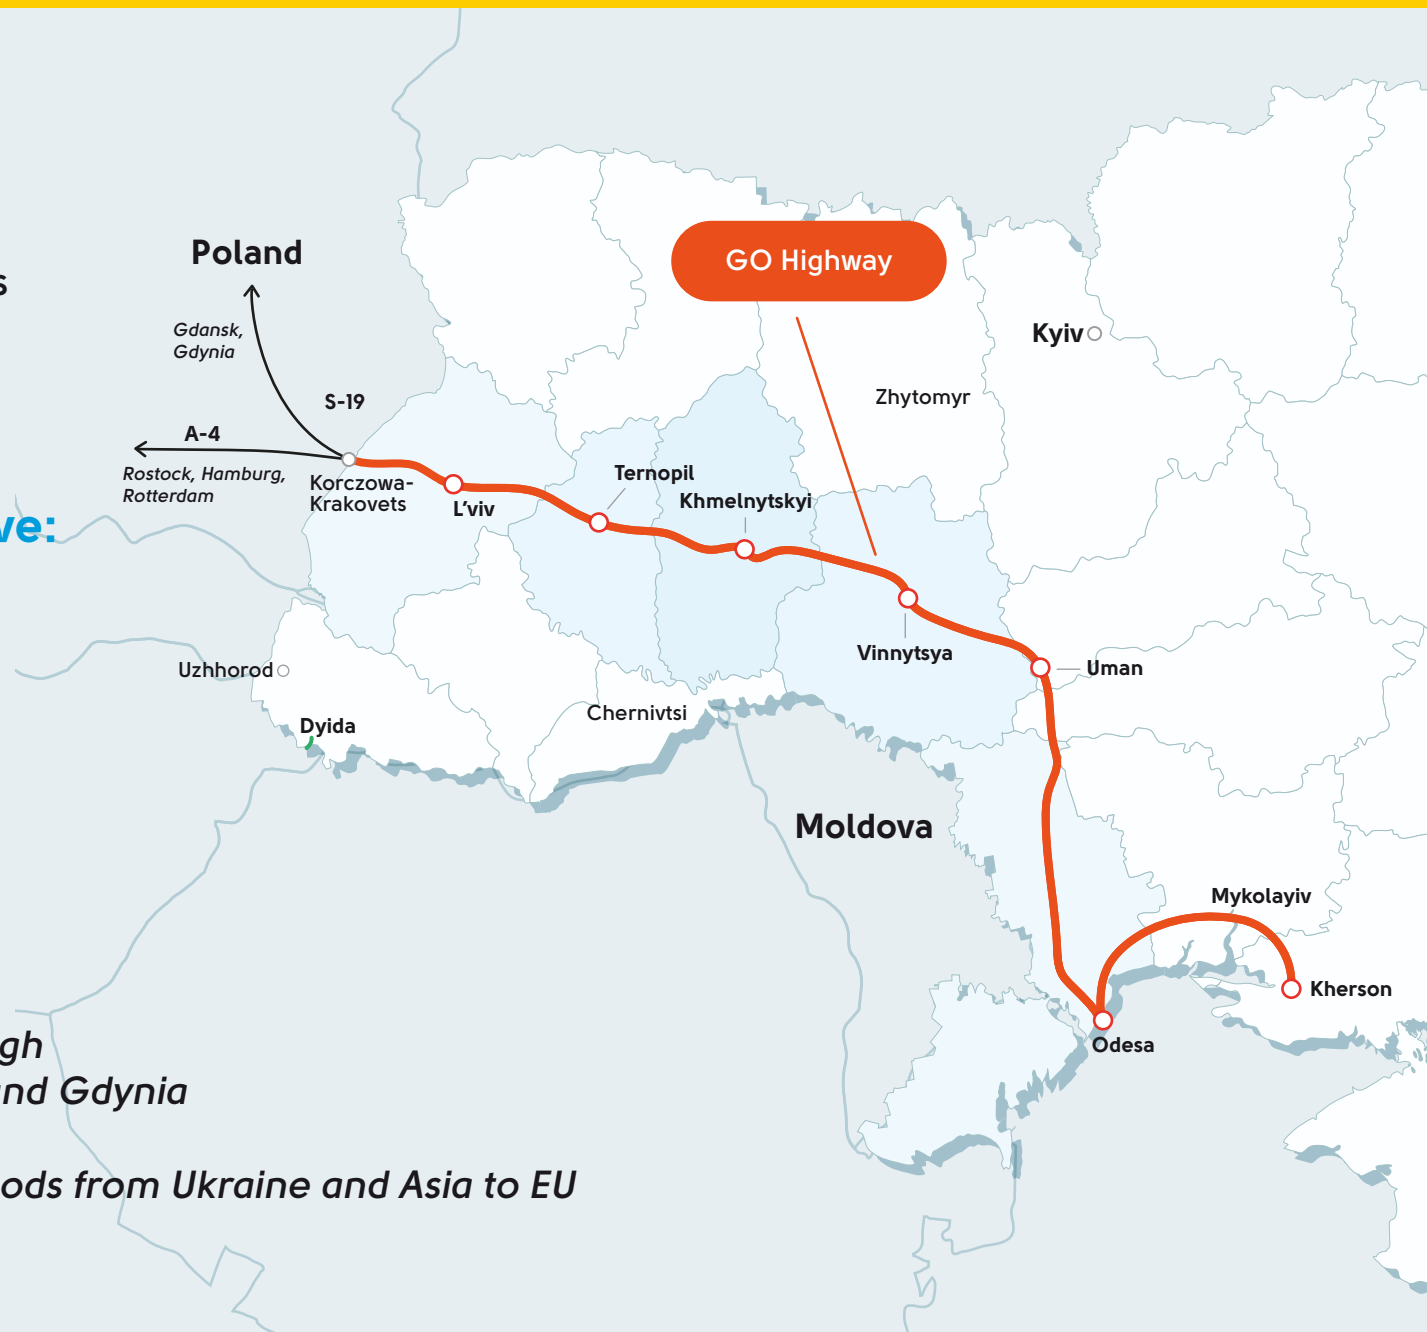 Poland
GO Highway
s
Gdansk,
Gdynia
Kyiv
S-19
Zhytomyr
A-4
Rostock, Hamburg,
Rotterdam
Korczowa-
Krakovets
L'viv
Ternopil
Khmelnytskyi
ve:
Vinnytsya
Uman
Uzhhorod
Dyida
Chernivtsi
Moldova
Mykolayiv
Kherson
Odesa
gh
nd Gdynia
ods from Ukraine and Asia to EU